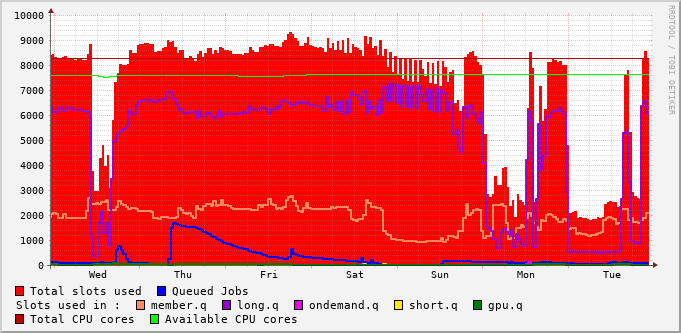 10000
9000
8000
7000
6000
5000
4000
3000
2000
1000
0
Wed Thu Fri Sat Sun Mon Tue
RRDTOOL / TOBI OETIKER
Total slots used Queued Jobs
Slots used in : member.q long.q ondemand.q short.q gpu.q
Total CPU cores Available CPU cores